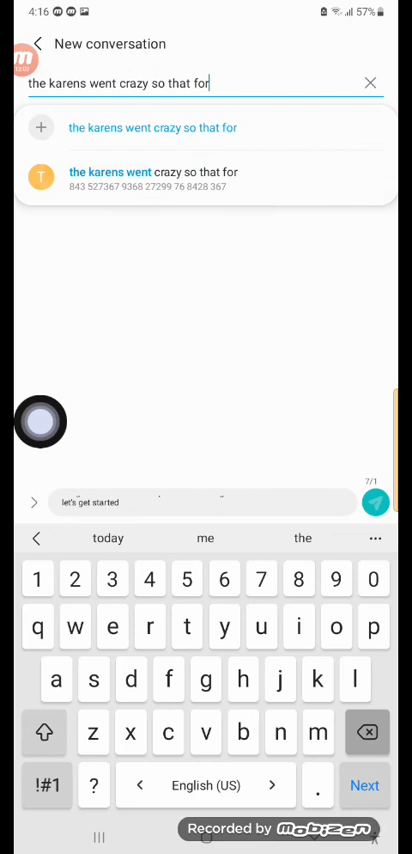 4:16
57%
New conversation
the karens went crazy so that for
the karens went crazy so that for
T
the karens went crazy so that for
843 527367 9368 27299 76 8428 367
7/1
let's get started
today me the
1 2 3 4 5 6 7 8 9 0
q w e r t y u i o p
a s d f g h j k l
z x c v b n m
!#1 ? English (US) . Next
Recorded by mobizen